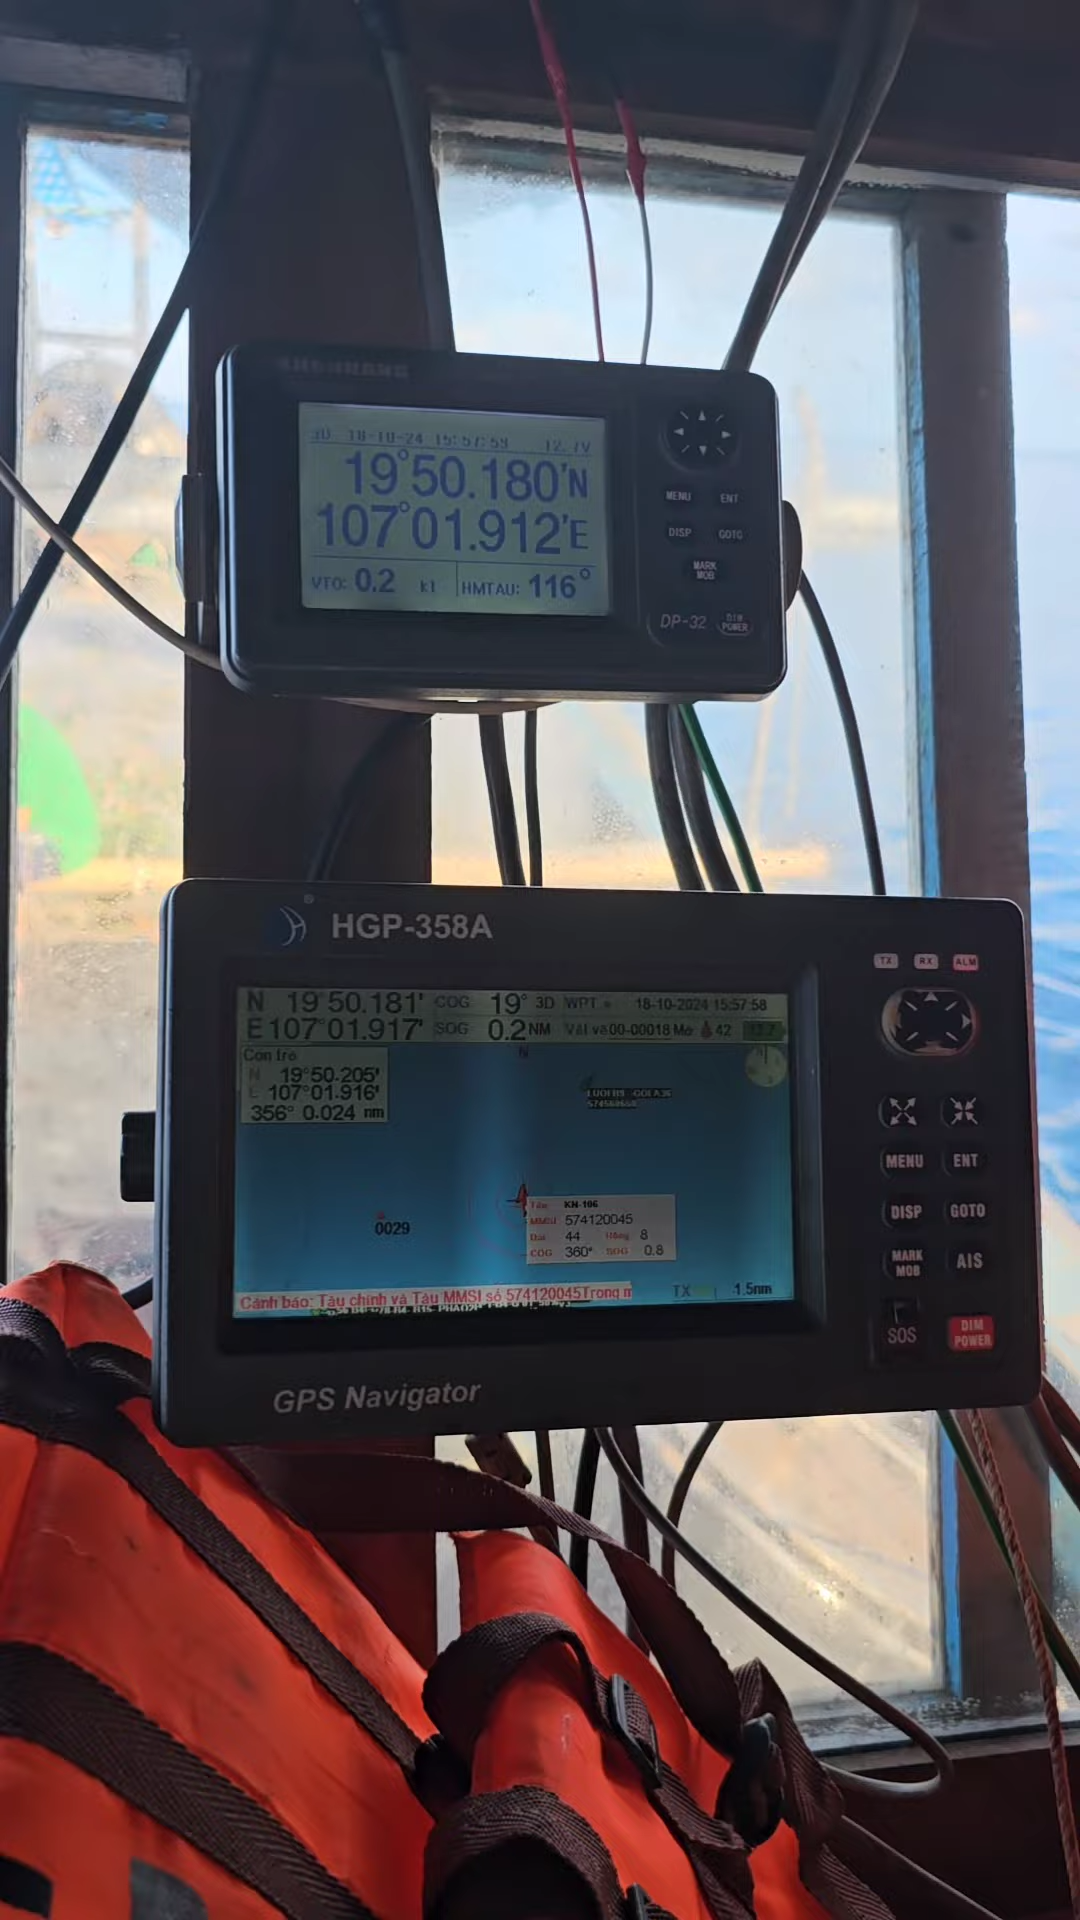 3D 18-10-24 15:57:59 12.7V
19°50.180'N
107°01.912'E
VTO: 0.2 kt HMTAU: 116°
MENU ENT
DISP GOTO
MARK MOB
DP-32 DIM POWER
HGP-358A
TX RX ALM
N 19°50.181' COG 19° 3D WPT 18-10-2024 15:57:58
E 107°01.917' SOG 0.2NM 00-00018 42
Con trỏ
N 19°50.205'
E 107°01.916'
356° 0.024 nm
N
574120045
Tàu KN-106
MMSI 574120045
Dài 44 Rộng 8
COG 360° SOG 0.8
0029
Cảnh báo: Tàu chính và Tàu MMSI số 574120045Trong
TX 1.5nm
MENU ENT
DISP GOTO
MARK MOB AIS
SOS DIM POWER
GPS Navigator